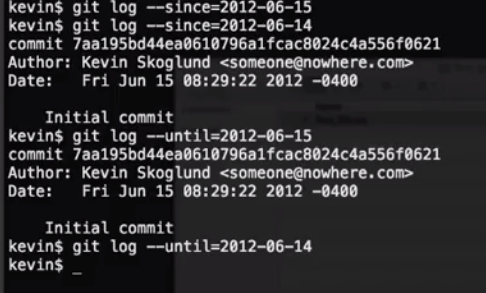 kevin$ git log --since=2012-06-15
kevin$ git log --since=2012-06-14
commit 7aa195bd44ea0610796a1fcac8024c4a556f0621
Author: Kevin Skoglund <someone@nowhere.com>
Date:   Fri Jun 15 08:29:22 2012 -0400
    Initial commit
kevin$ git log --until=2012-06-15
commit 7aa195bd44ea0610796a1fcac8024c4a556f0621
Author: Kevin Skoglund <someone@nowhere.com>
Date:   Fri Jun 15 08:29:22 2012 -0400
    Initial commit
kevin$ git log --until=2012-06-14
kevin$ _